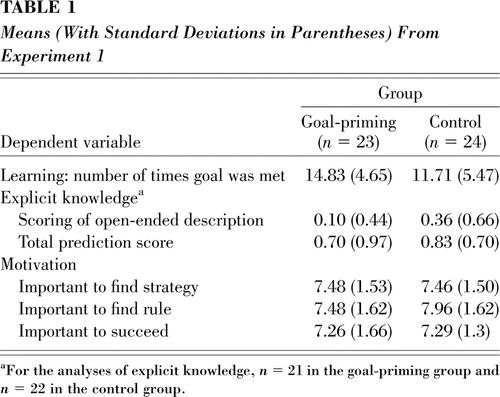 TABLE 1
Means (With Standard Deviations in Parentheses) From
Experiment 1
Group
Goal-priming Control
Dependent variable (n = 23) (n = 24)
Learning: number of times goal was met 14.83 (4.65) 11.71 (5.47)
Explicit knowledgeᵃ
Scoring of open-ended description 0.10 (0.44) 0.36 (0.66)
Total prediction score 0.70 (0.97) 0.83 (0.70)
Motivation
Important to find strategy 7.48 (1.53) 7.46 (1.50)
Important to find rule 7.48 (1.62) 7.96 (1.62)
Important to succeed 7.26 (1.66) 7.29 (1.3)
ᵃFor the analyses of explicit knowledge, n = 21 in the goal-priming group and
n = 22 in the control group.